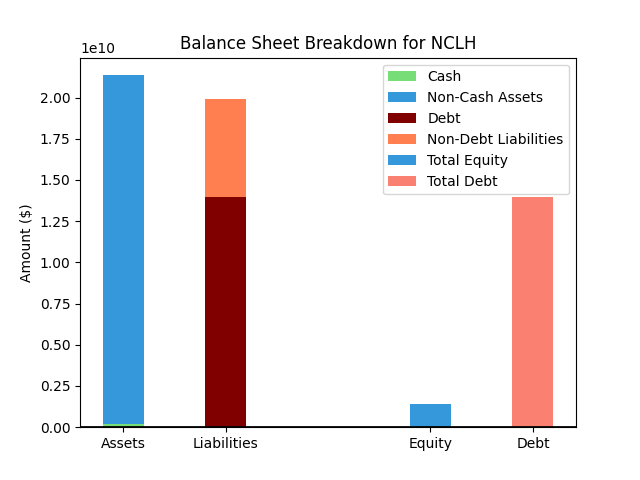 Balance Sheet Breakdown for NCLH
1e10
Cash
Non-Cash Assets
Debt
Non-Debt Liabilities
Total Equity
Total Debt
Amount ($)
2.00
1.75
1.50
1.25
1.00
0.75
0.50
0.25
0.00
Assets Liabilities Equity Debt